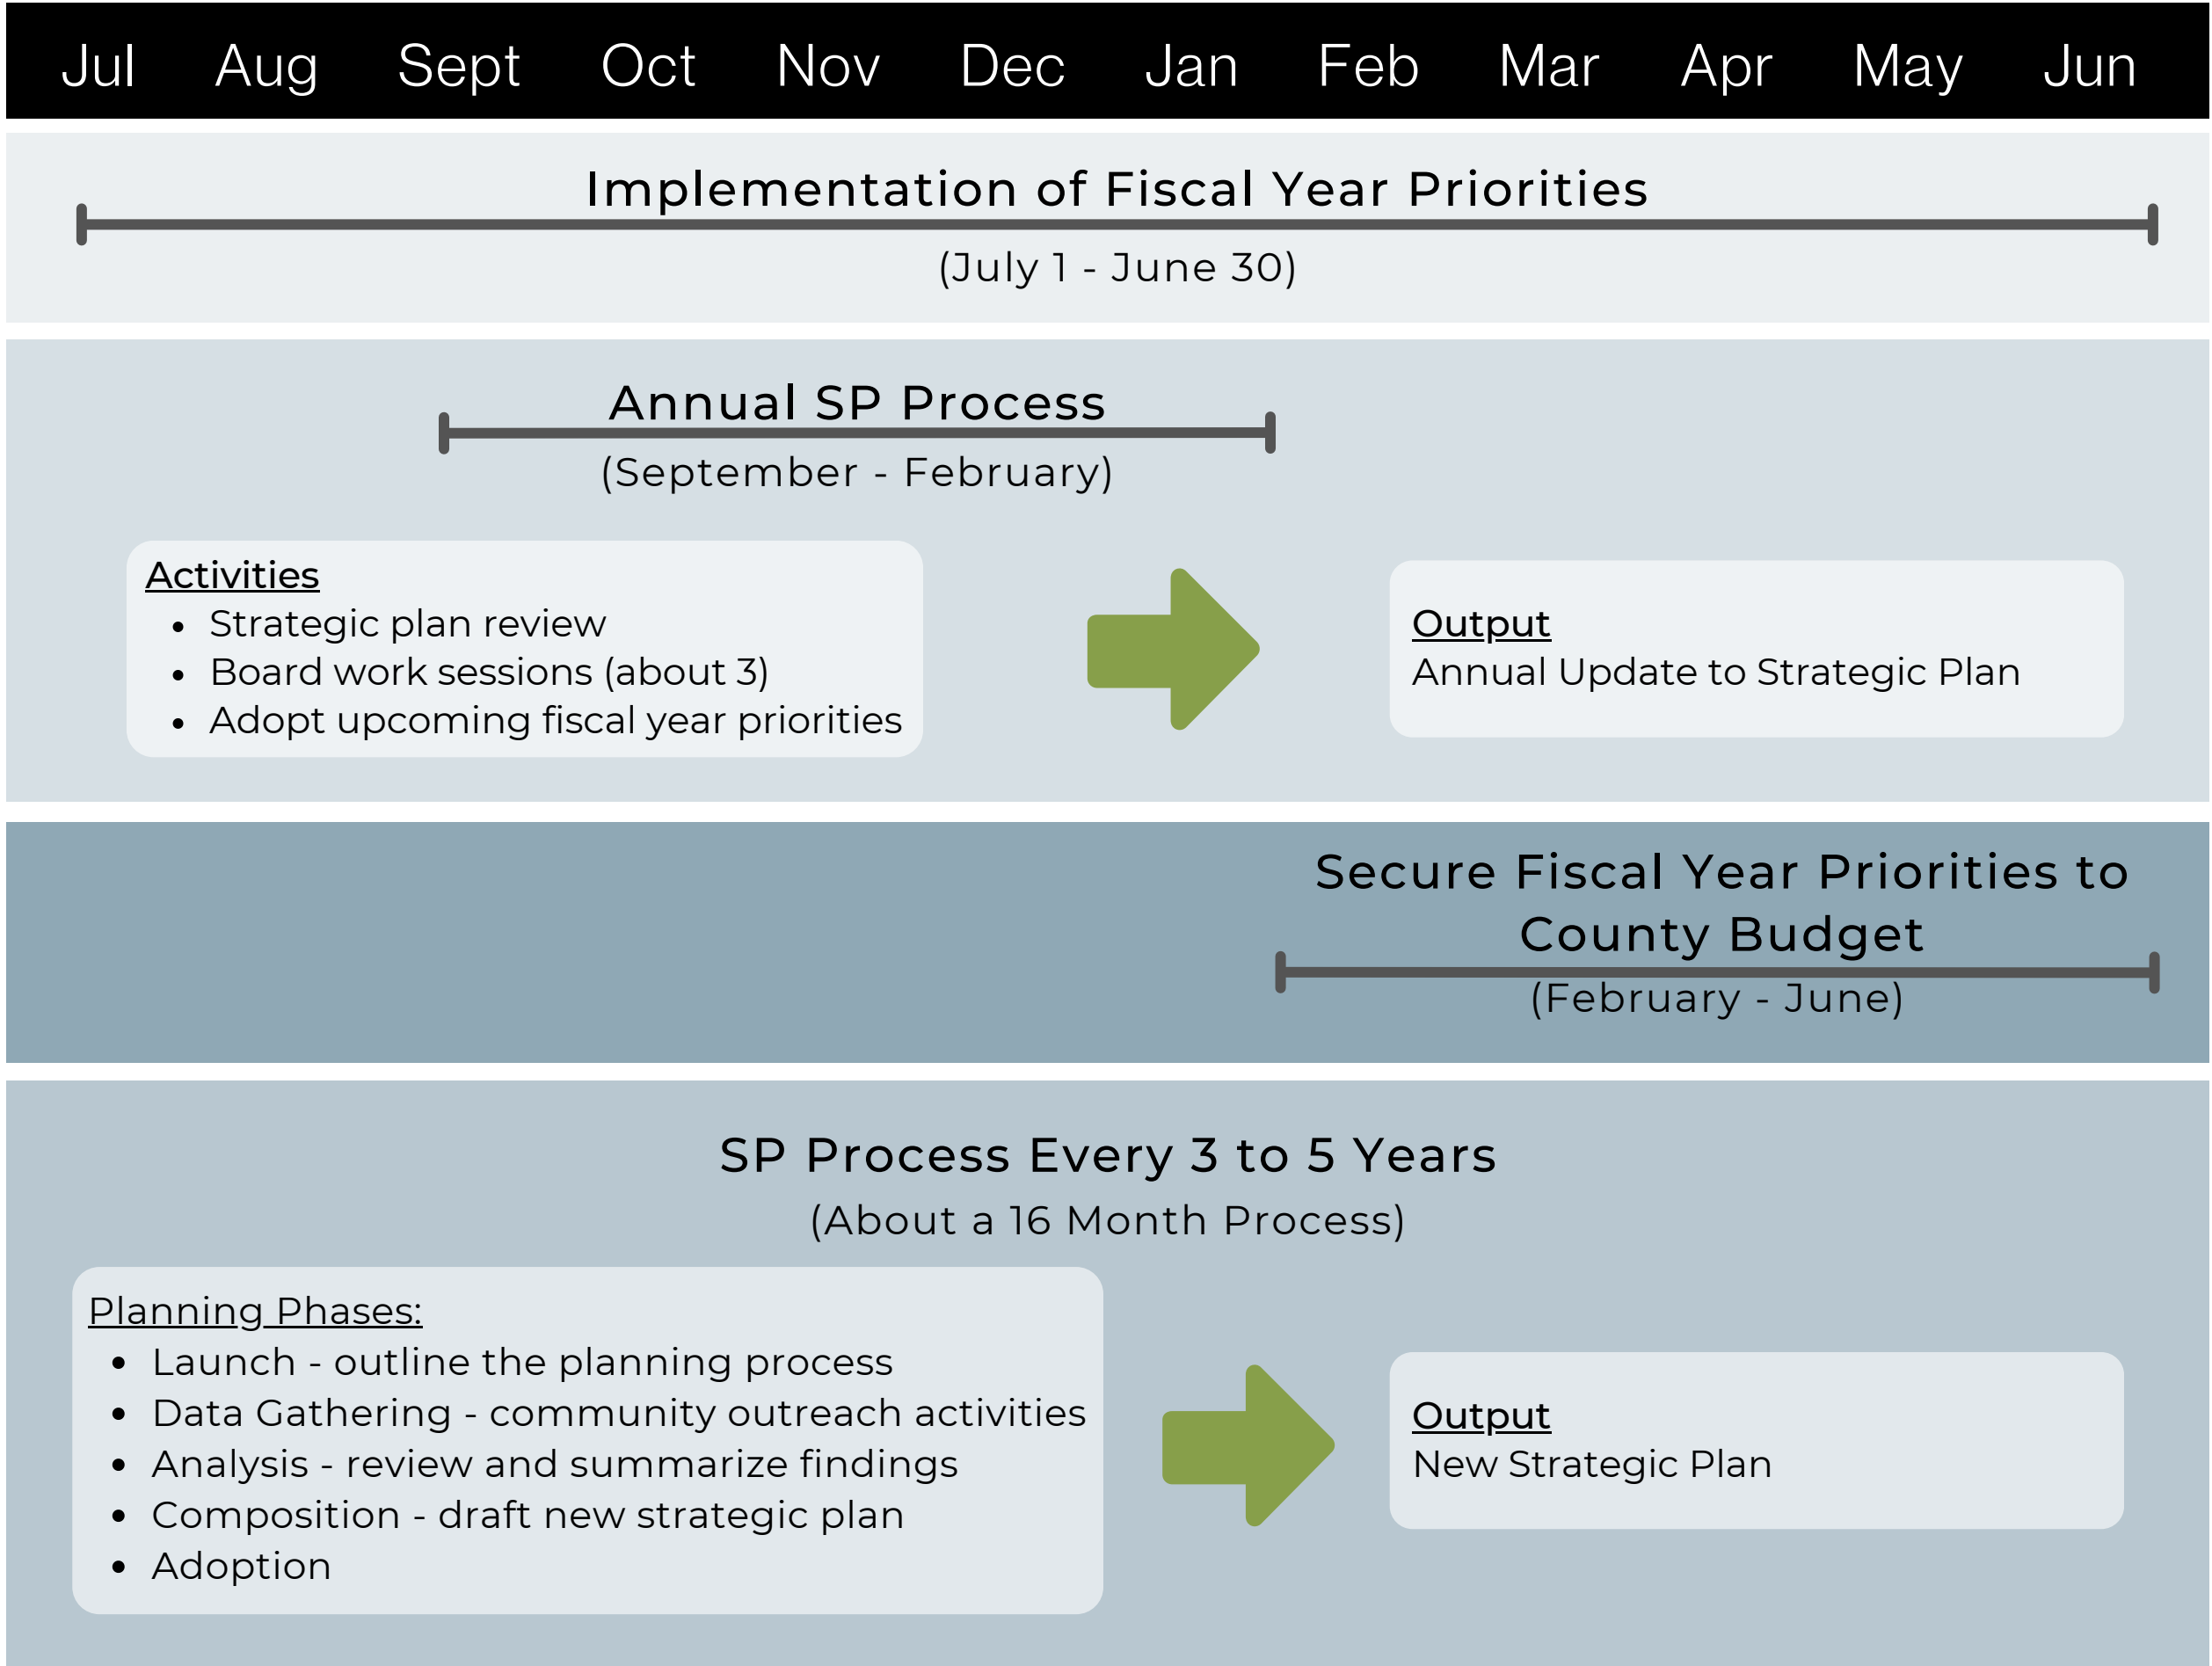 Jul Aug Sept Oct Nov Dec Jan Feb Mar Apr May Jun
Implementation of Fiscal Year Priorities
(July 1 - June 30)
Annual SP Process
(September - February)
Activities
• Strategic plan review
• Board work sessions (about 3)
• Adopt upcoming fiscal year priorities
Output
Annual Update to Strategic Plan
Secure Fiscal Year Priorities to
County Budget
(February - June)
SP Process Every 3 to 5 Years
(About a 16 Month Process)
Planning Phases:
• Launch - outline the planning process
• Data Gathering - community outreach activities
• Analysis - review and summarize findings
• Composition - draft new strategic plan
• Adoption
Output
New Strategic Plan